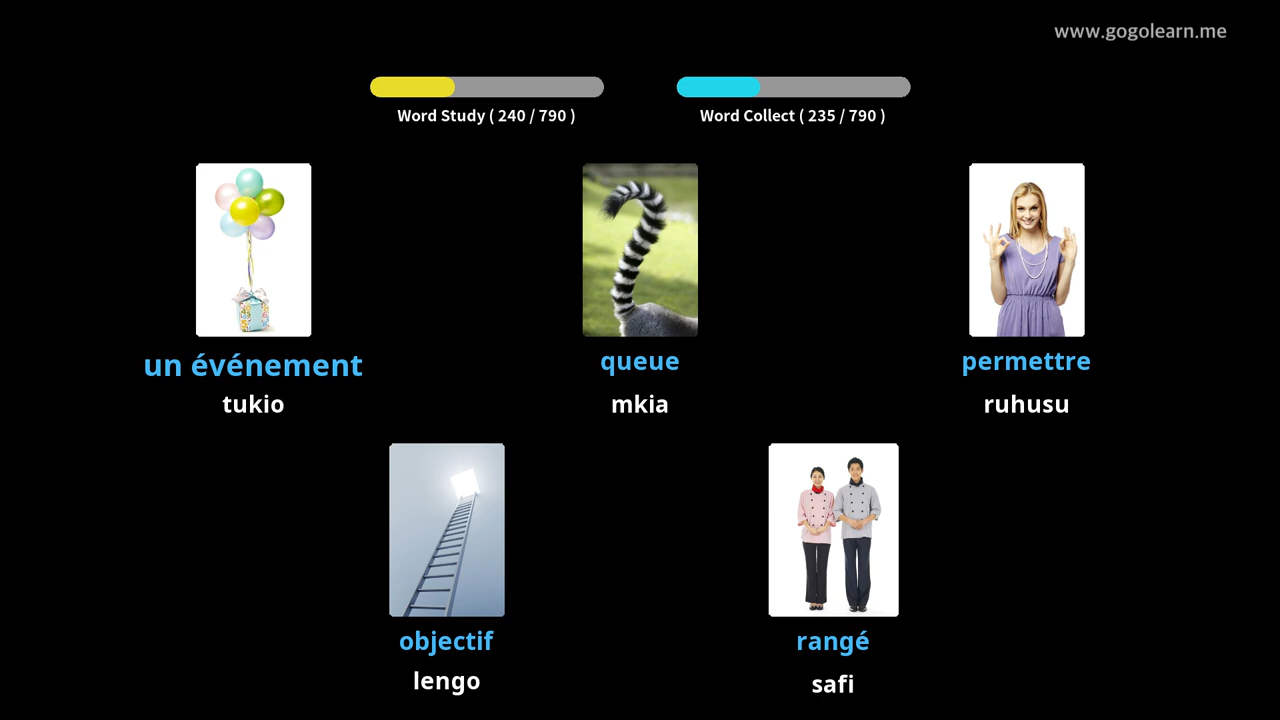 www.gogolearn.me
Word Study ( 240 / 790 )
Word Collect ( 235 / 790 )
un événement
tukio
queue
mkia
permettre
ruhusu
objectif
lengo
rangé
safi